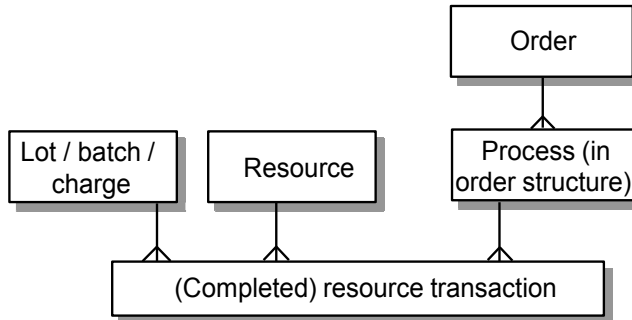 Order
Lot / batch /
charge
Resource
Process (in
order structure)
(Completed) resource transaction